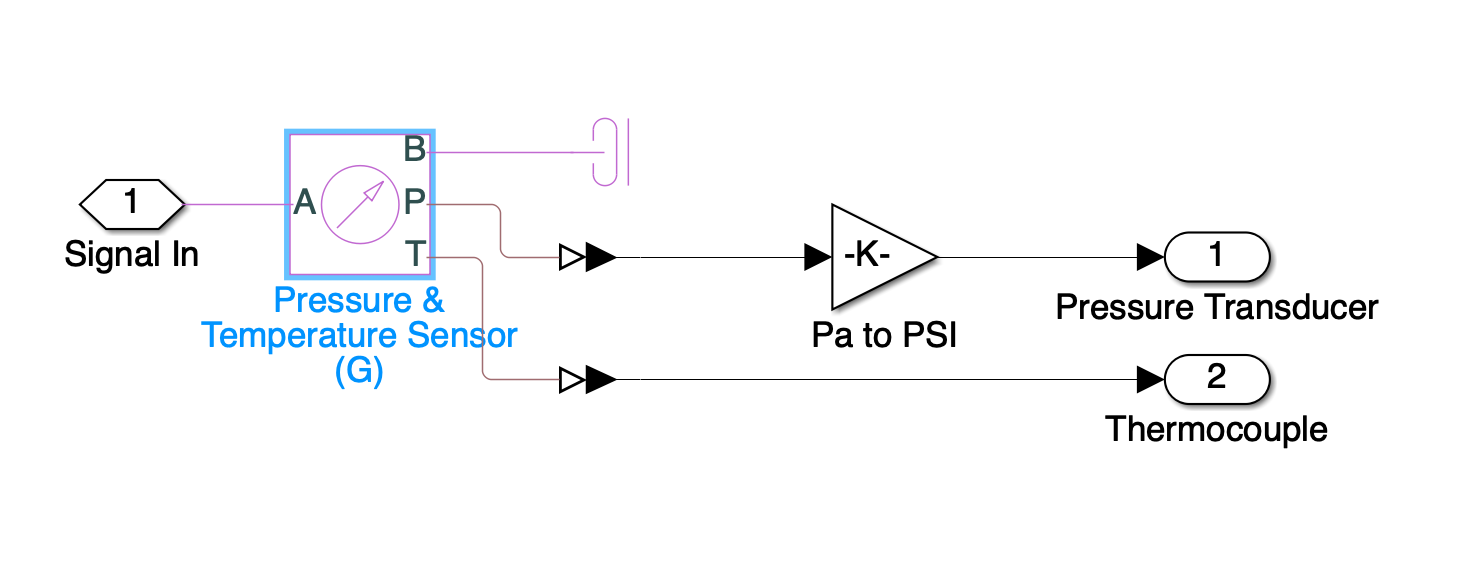 1
Signal In
A
B
P
T
Pressure &
Temperature Sensor
(G)
-K-
Pa to PSI
1
Pressure Transducer
2
Thermocouple